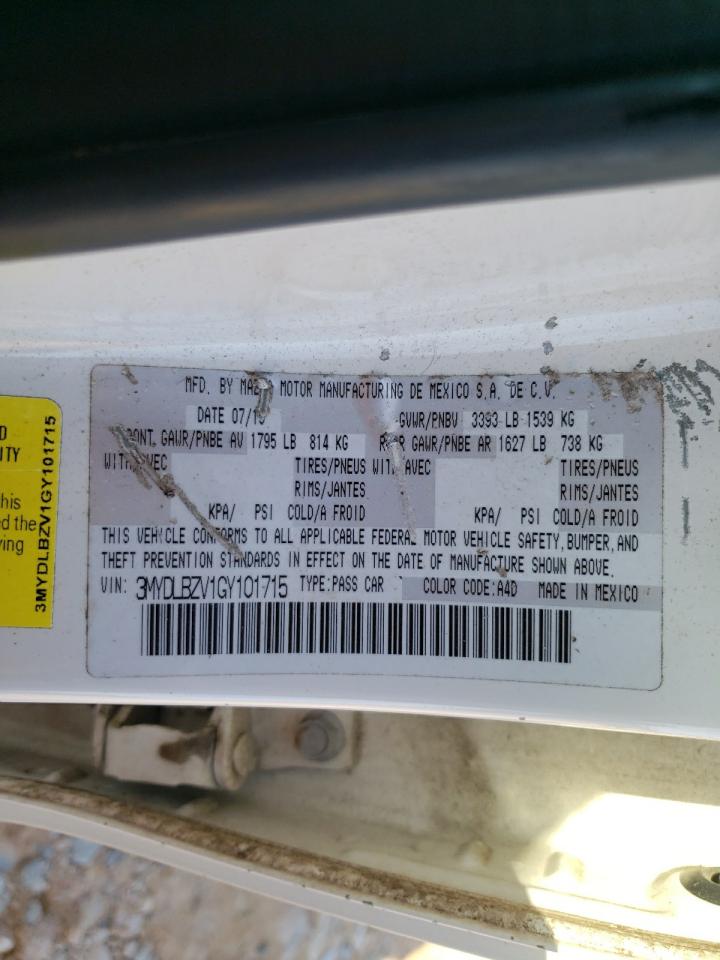 MFD. BY MAZDA MOTOR MANUFACTURING DE MEXICO S.A. DE C.V.
DATE 07/15 GVWR/PNBV 3393 LB 1539 KG
FRONT. GAWR/PNBE AV 1795 LB 814 KG REAR GAWR/PNBE AR 1627 LB 738 KG
WITH/AVEC TIRES/PNEUS WITH/AVEC TIRES/PNEUS
RIMS/JANTES RIMS/JANTES
KPA/ PSI COLD/A FROID KPA/ PSI COLD/A FROID
THIS VEHICLE CONFORMS TO ALL APPLICABLE FEDERAL MOTOR VEHICLE SAFETY, BUMPER, AND
THEFT PREVENTION STANDARDS IN EFFECT ON THE DATE OF MANUFACTURE SHOWN ABOVE.
VIN: 3MYDLBZV1GY101715 TYPE:PASS CAR COLOR CODE:A4D MADE IN MEXICO
3MYDLBZV1GY101715
this
the